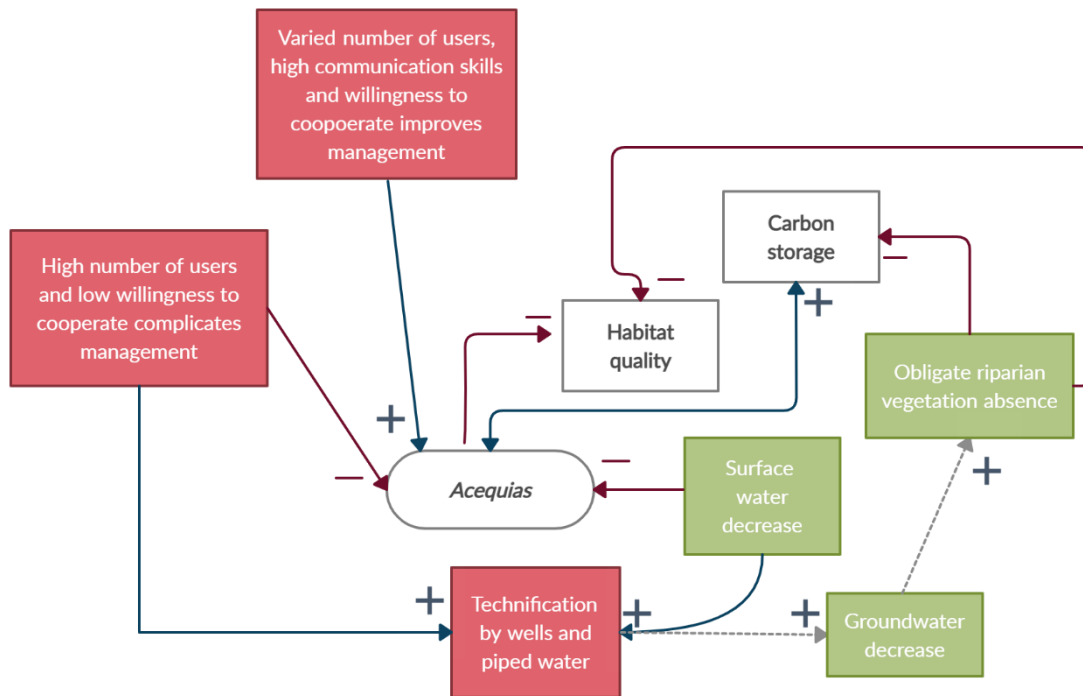 Varied number of users,
high communication skills
and willingness to
coopoerate improves
management
High number of users
and low willingness to
cooperate complicates
management
Carbon
storage
Habitat
quality
Obligate riparian
vegetation absence
Acequias
Surface
water
decrease
Technification
by wells and
piped water
Groundwater
decrease